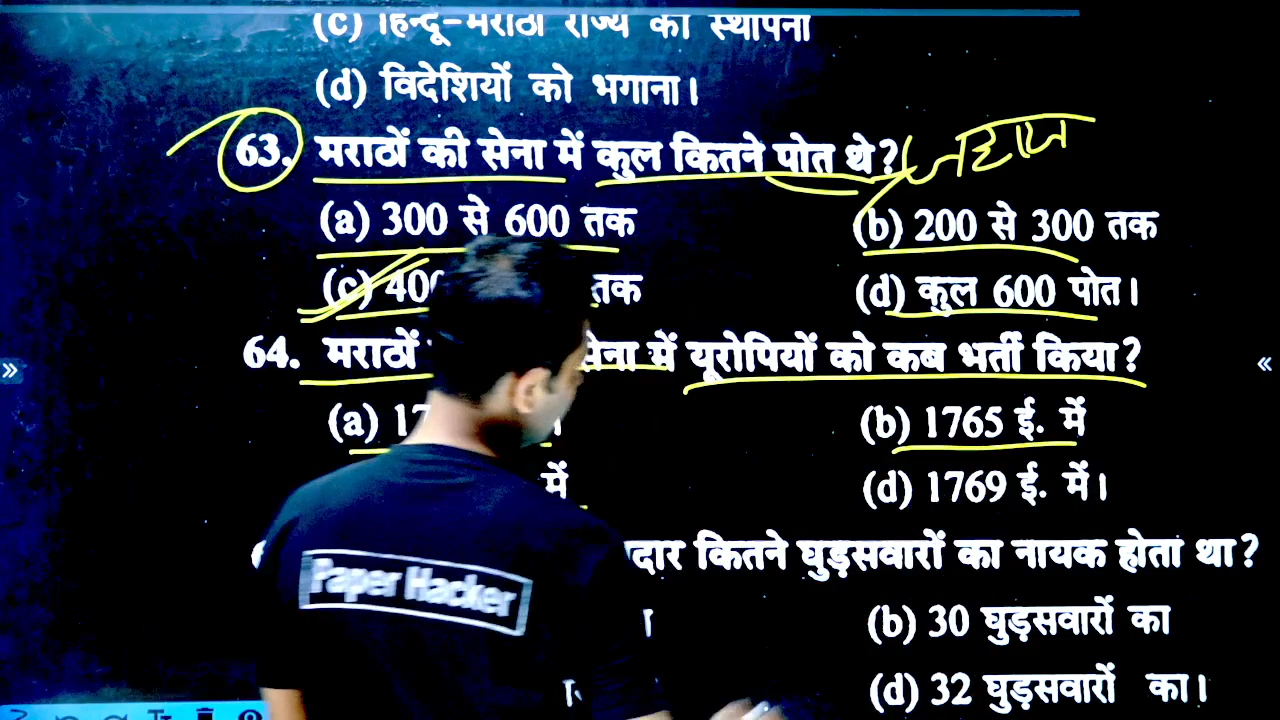 (c) हिन्दू-मराठा राज्य की स्थापना
(d) विदेशियों को भगाना।
63. मराठों की सेना में कुल कितने पोत थे? जहाज
(a) 300 से 600 तक (b) 200 से 300 तक
(c) 400 तक (d) कुल 600 पोत।
64. मराठों सेना में यूरोपियों को कब भर्ती किया?
(a) 17 (b) 1765 ई. में
में (d) 1769 ई. में।
दार कितने घुड़सवारों का नायक होता था?
(b) 30 घुड़सवारों का
(d) 32 घुड़सवारों का।
Paper Hacker